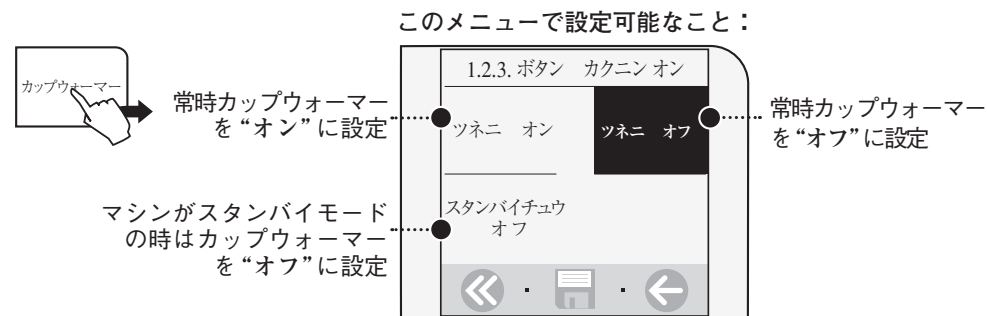 このメニューで設定可能なこと：
カップウォーマー
常時カップウォーマー
を“オン”に設定
1.2.3. ボタン　カクニン オン
ツネニ　オン
ツネニ　オフ
常時カップウォーマー
を“オフ”に設定
マシンがスタンバイモード
の時はカップウォーマー
を“オフ”に設定
スタンバイチュウ
オフ